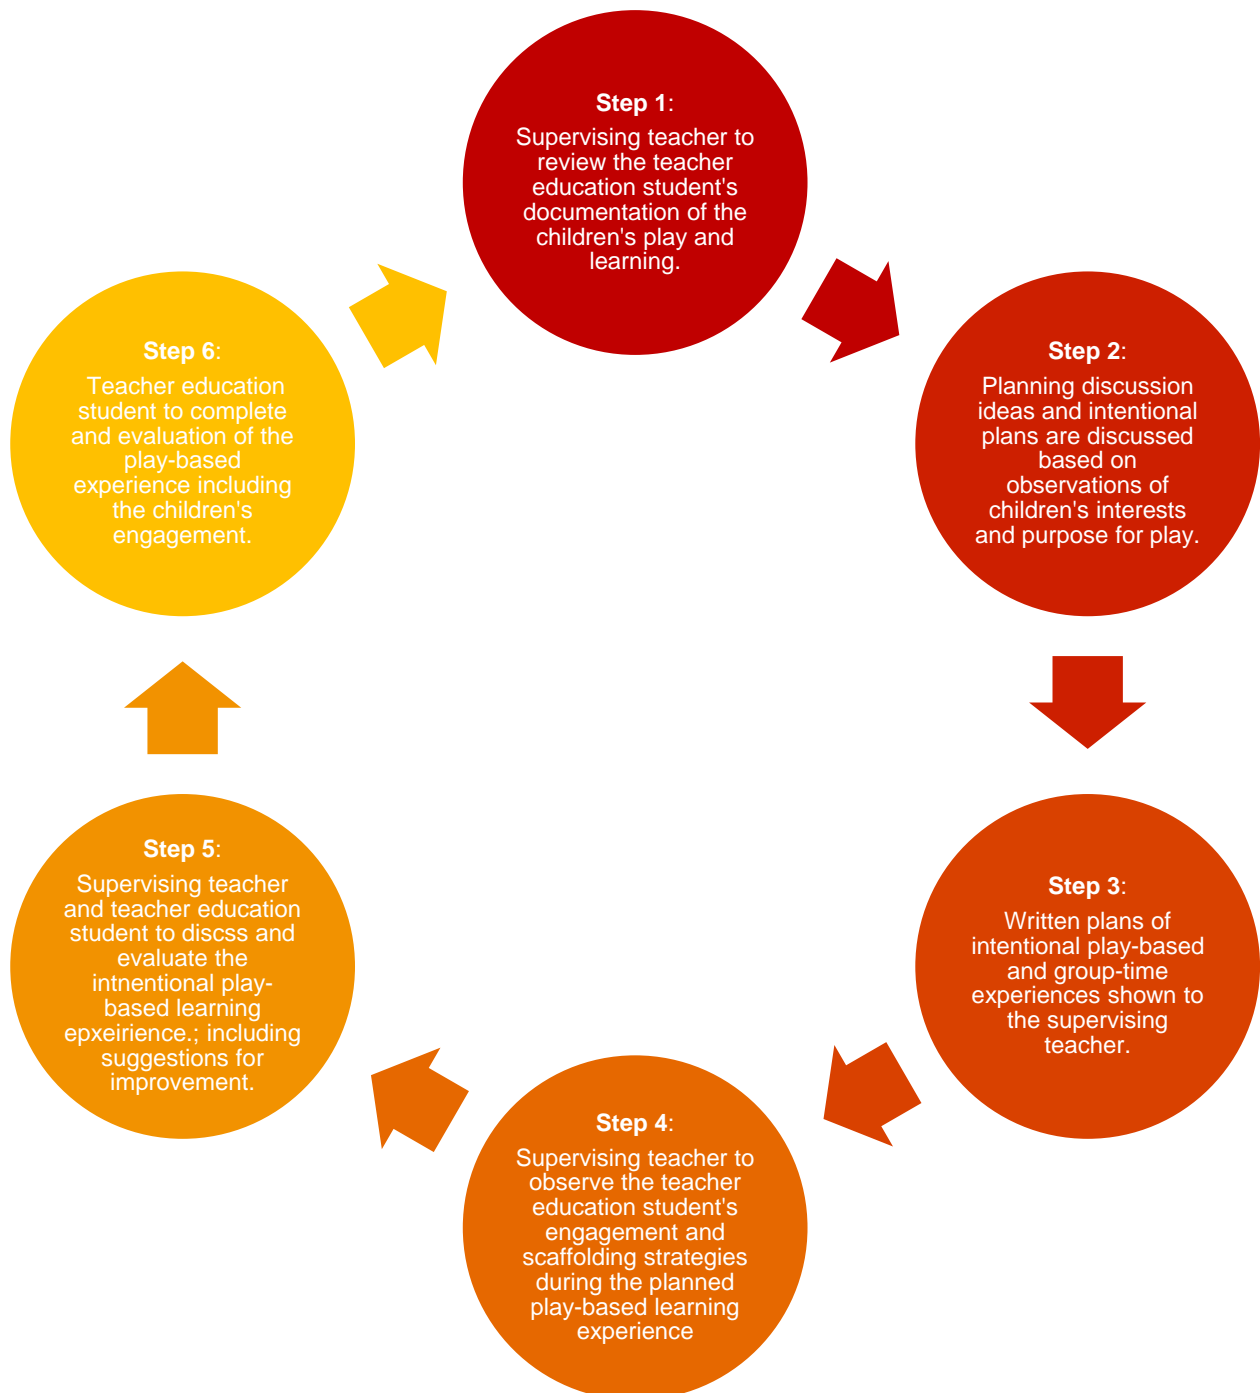 Step 1:
Supervising teacher to
review the teacher
education student's
documentation of the
children's play and
learning.
Step 2:
Planning discussion
ideas and intentional
plans are discussed
based on
observations of
children's interests
and purpose for play.
Step 3:
Written plans of
intentional play-based
and group-time
experiences shown to
the supervising
teacher.
Step 4:
Supervising teacher to
observe the teacher
education student's
engagement and
scaffolding strategies
during the planned
play-based learning
experience
Step 5:
Supervising teacher
and teacher education
student to discss and
evaluate the
intnentional play-
based learning
epxeirience.; including
suggestions for
improvement.
Step 6:
Teacher education
student to complete
and evaluation of the
play-based
experience including
the children's
engagement.